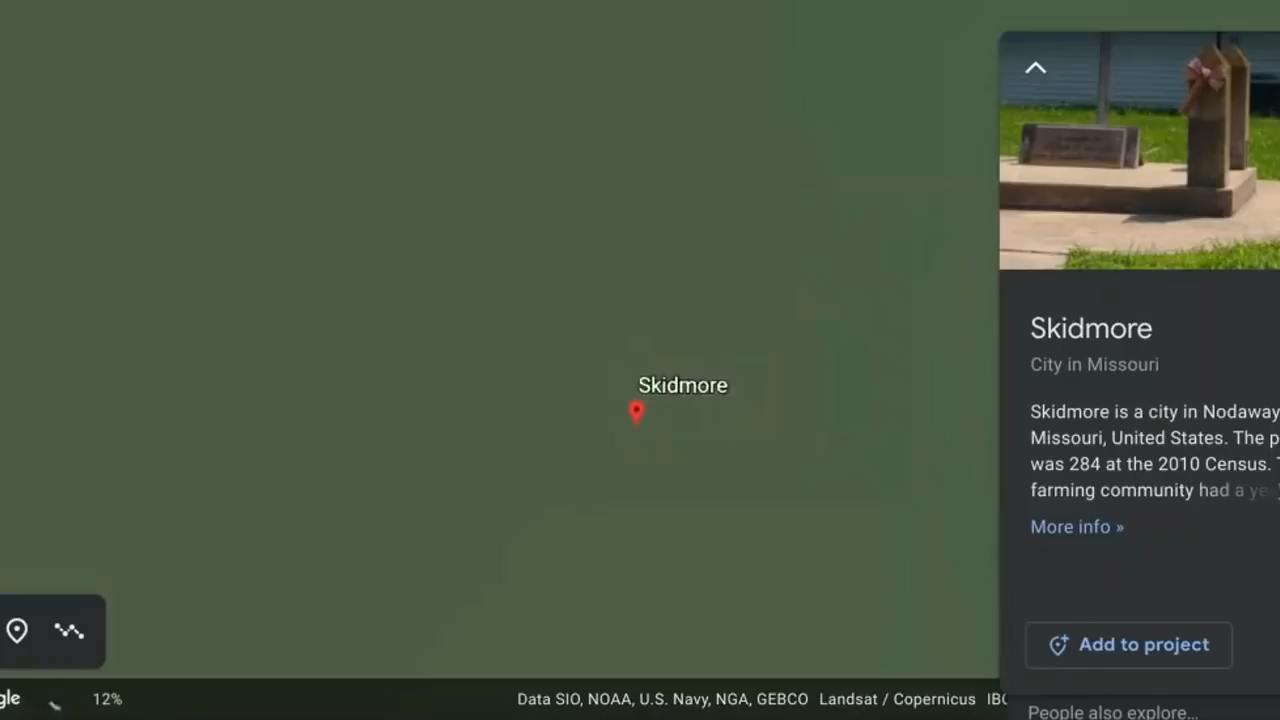 Skidmore
Skidmore
City in Missouri
Skidmore is a city in Nodaway
Missouri, United States. The p
was 284 at the 2010 Census.
farming community had a ye
More info »
Add to project
gle
12%
Data SIO, NOAA, U.S. Navy, NGA, GEBCO Landsat / Copernicus IBC
People also explore...